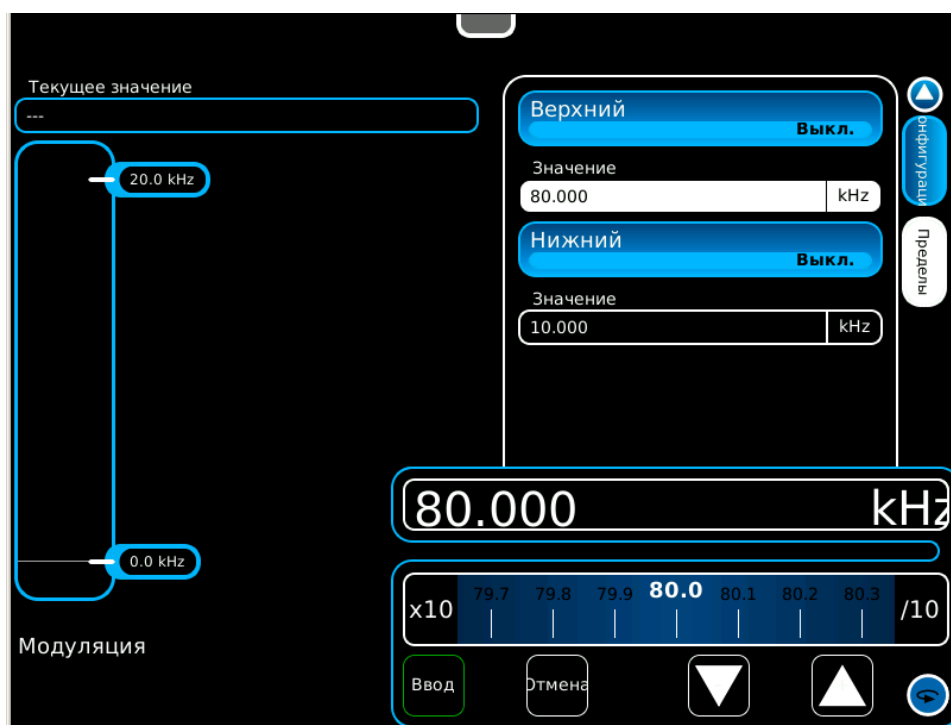 Текущее значение
---
20.0 kHz
0.0 kHz
Модуляция
Верхний
Выкл.
Значение
80.000 kHz
Нижний
Выкл.
Значение
10.000 kHz
онфигураци
Пределы
80.000 kHz
x10 79.7 79.8 79.9 80.0 80.1 80.2 80.3 /10
Ввод Отмена